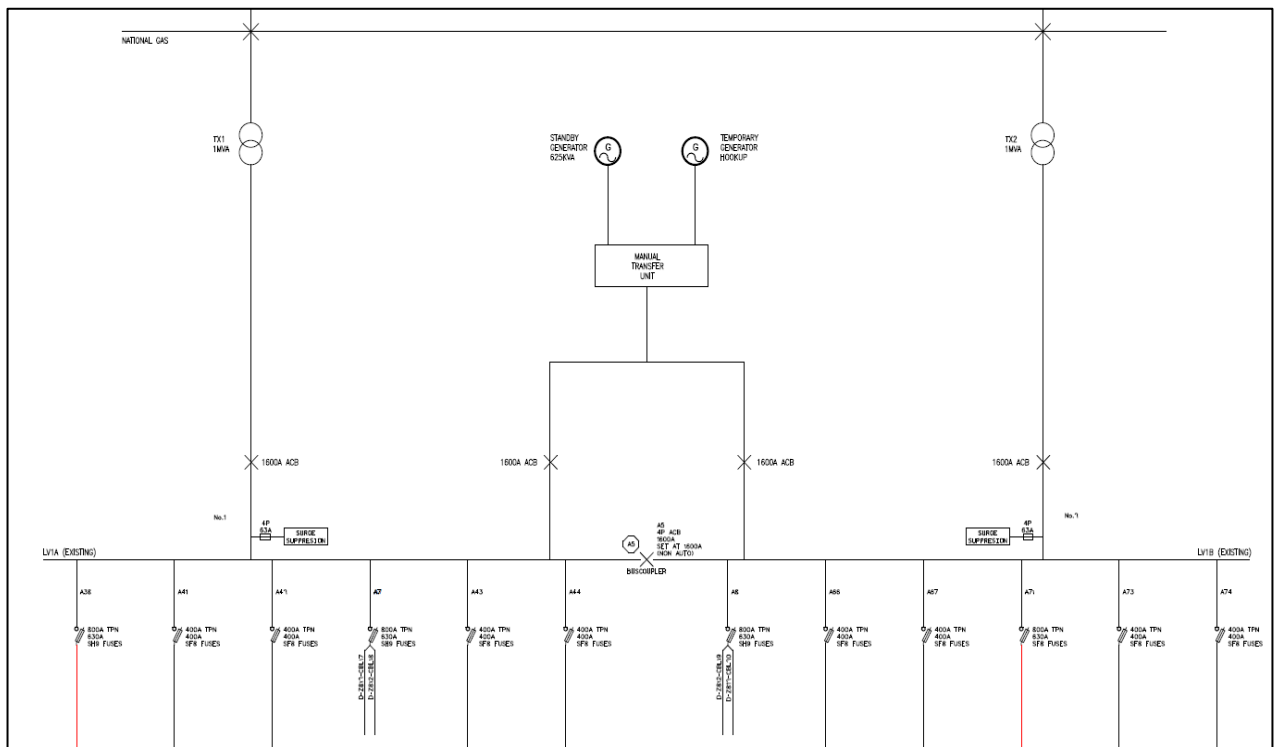 NATIONAL GAS
TX1
1MVA
STANDBY
GENERATOR
625KVA
G
G
TEMPORARY
GENERATOR
HOOKUP
TX2
1MVA
MANUAL
TRANSFER
UNIT
1600A ACB
1600A ACB
1600A ACB
1600A ACB
No.1
4P
63A
SURGE
SUPPRESION
A5
A5
4P ACB
1600A
SET AT 1600A
(NON AUTO)
BUSCOUPLER
SURGE
SUPPRESION
4P
63A
LV1A (EXISTING)
LV1B (EXISTING)
A41
A43
A44
A66
A67
A73
A74
800A TPN
630A
SH9 FUSES
400A TPN
400A
SF8 FUSES
400A TPN
400A
SF8 FUSES
800A TPN
630A
400A TPN
400A
SF8 FUSES
400A TPN
400A
SF8 FUSES
800A TPN
630A
SH9 FUSES
400A TPN
400A
SF8 FUSES
400A TPN
400A
SF8 FUSES
800A TPN
630A
SF8 FUSES
400A TPN
400A
SF8 FUSES
400A TPN
400A
SF8 FUSES